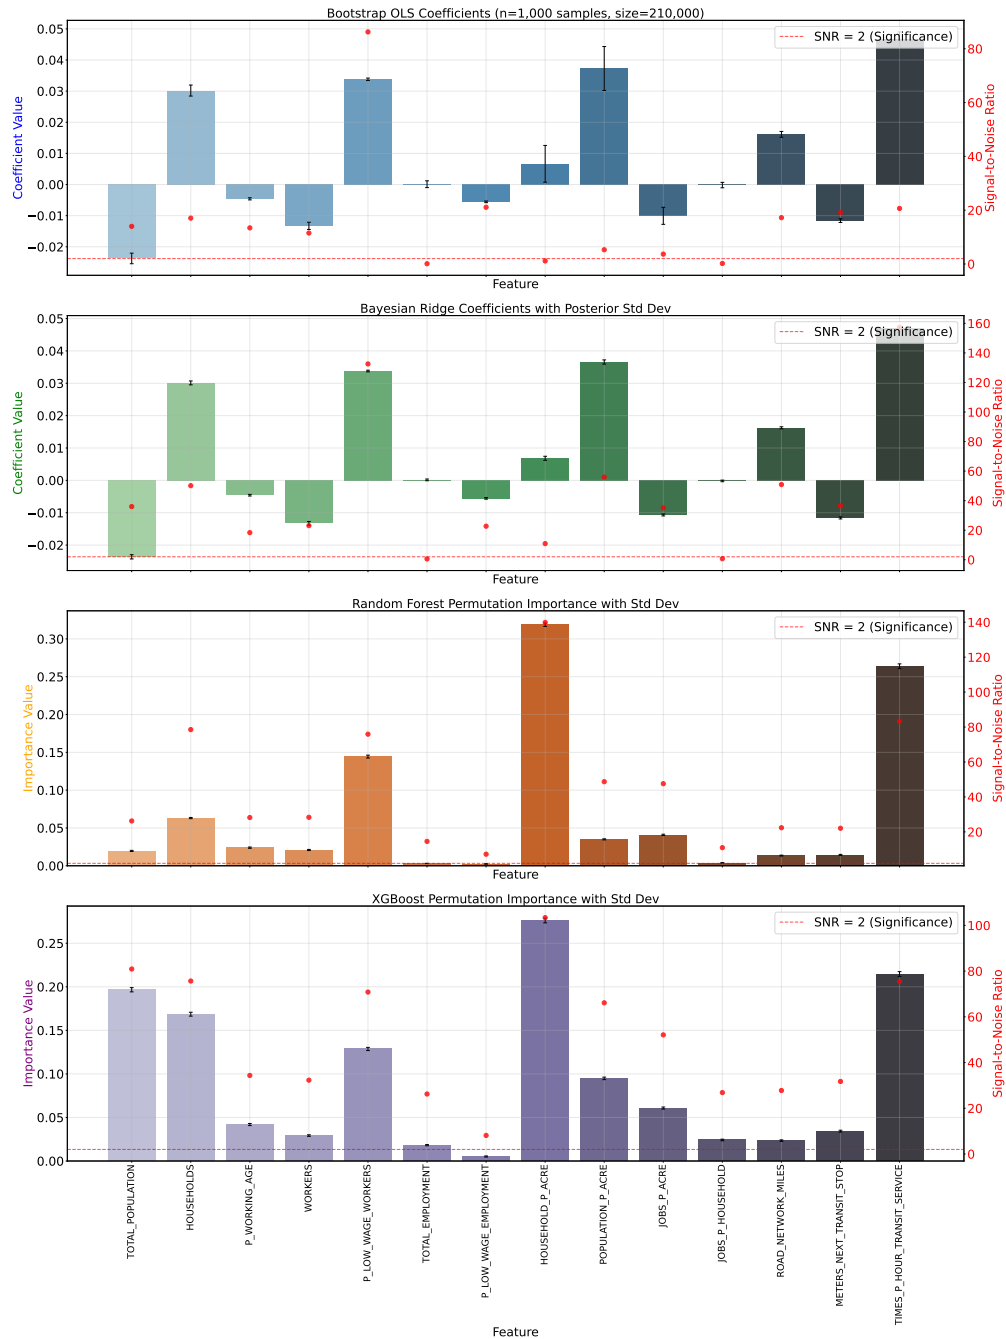 Bootstrap OLS Coefficients (n=1,000 samples, size=210,000)
Coefficient Value
0.05
0.04
0.03
0.02
0.01
0.00
−0.01
−0.02
SNR = 2 (Significance)
80
60
40
20
0
Signal-to-Noise Ratio
Feature
Bayesian Ridge Coefficients with Posterior Std Dev
Coefficient Value
0.05
0.04
0.03
0.02
0.01
0.00
−0.01
−0.02
SNR = 2 (Significance)
160
140
120
100
80
60
40
20
0
Signal-to-Noise Ratio
Feature
Random Forest Permutation Importance with Std Dev
Importance Value
0.30
0.25
0.20
0.15
0.10
0.05
0.00
SNR = 2 (Significance)
140
120
100
80
60
40
20
Signal-to-Noise Ratio
Feature
XGBoost Permutation Importance with Std Dev
Importance Value
0.25
0.20
0.15
0.10
0.05
0.00
SNR = 2 (Significance)
100
80
60
40
20
0
Signal-to-Noise Ratio
TOTAL_POPULATION
HOUSEHOLDS
P_WORKING_AGE
WORKERS
P_LOW_WAGE_WORKERS
TOTAL_EMPLOYMENT
P_LOW_WAGE_EMPLOYMENT
HOUSEHOLD_P_ACRE
POPULATION_P_ACRE
JOBS_P_ACRE
JOBS_P_HOUSEHOLD
ROAD_NETWORK_MILES
METERS_NEXT_TRANSIT_STOP
TIMES_P_HOUR_TRANSIT_SERVICE
Feature